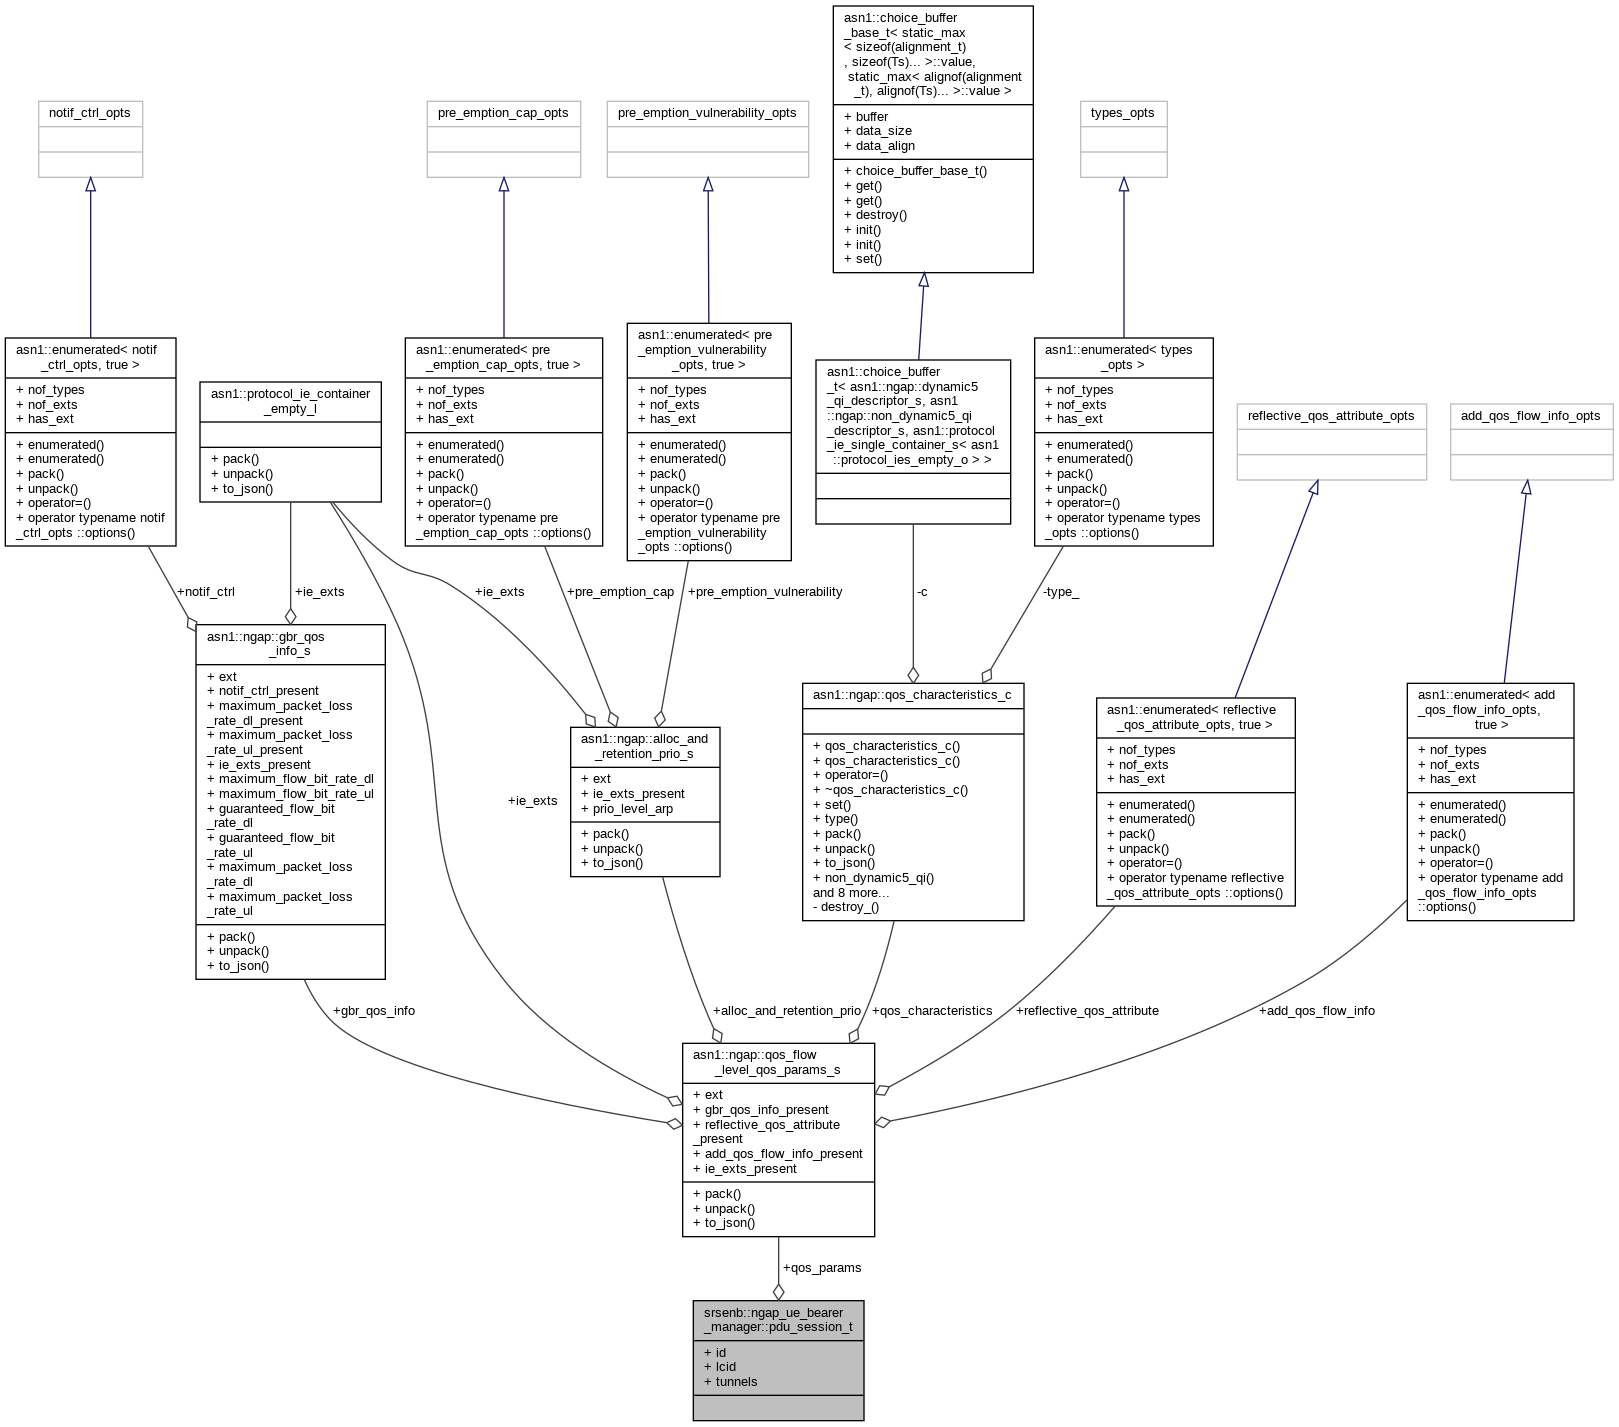 asn1::choice_buffer
_base_t< static_max
< sizeof(alignment_t)
, sizeof(Ts)... >::value,
static_max< alignof(alignment
_t), alignof(Ts)... >::value >
+ buffer
+ data_size
+ data_align
+ choice_buffer_base_t()
+ get()
+ get()
+ destroy()
+ init()
+ init()
+ set()
notif_ctrl_opts
pre_emption_cap_opts
pre_emption_vulnerability_opts
types_opts
asn1::enumerated< notif
_ctrl_opts, true >
+ nof_types
+ nof_exts
+ has_ext
+ enumerated()
+ enumerated()
+ pack()
+ unpack()
+ operator=()
+ operator typename notif
_ctrl_opts ::options()
asn1::protocol_ie_container
_empty_l
+ pack()
+ unpack()
+ to_json()
asn1::enumerated< pre
_emption_cap_opts, true >
+ nof_types
+ nof_exts
+ has_ext
+ enumerated()
+ enumerated()
+ pack()
+ unpack()
+ operator=()
+ operator typename pre
_emption_cap_opts ::options()
asn1::enumerated< pre
_emption_vulnerability
_opts, true >
+ nof_types
+ nof_exts
+ has_ext
+ enumerated()
+ enumerated()
+ pack()
+ unpack()
+ operator=()
+ operator typename pre
_emption_vulnerability
_opts ::options()
asn1::choice_buffer
_t< asn1::ngap::dynamic5
_qi_descriptor_s, asn1
::ngap::non_dynamic5_qi
_descriptor_s, asn1::protocol
_ie_single_container_s< asn1
::protocol_ies_empty_o > >
asn1::enumerated< types
_opts >
+ nof_types
+ nof_exts
+ has_ext
+ enumerated()
+ enumerated()
+ pack()
+ unpack()
+ operator=()
+ operator typename types
_opts ::options()
reflective_qos_attribute_opts
add_qos_flow_info_opts
+notif_ctrl
+ie_exts
+ie_exts
+pre_emption_cap
+pre_emption_vulnerability
-c
-type_
asn1::ngap::gbr_qos
_info_s
+ ext
+ notif_ctrl_present
+ maximum_packet_loss
_rate_dl_present
+ maximum_packet_loss
_rate_ul_present
+ ie_exts_present
+ maximum_flow_bit_rate_dl
+ maximum_flow_bit_rate_ul
+ guaranteed_flow_bit
_rate_dl
+ guaranteed_flow_bit
_rate_ul
+ maximum_packet_loss
_rate_dl
+ maximum_packet_loss
_rate_ul
+ pack()
+ unpack()
+ to_json()
+ie_exts
asn1::ngap::alloc_and
_retention_prio_s
+ ext
+ ie_exts_present
+ prio_level_arp
+ pack()
+ unpack()
+ to_json()
asn1::ngap::qos_characteristics_c
+ qos_characteristics_c()
+ qos_characteristics_c()
+ operator=()
+ ~qos_characteristics_c()
+ set()
+ type()
+ pack()
+ unpack()
+ to_json()
+ non_dynamic5_qi()
and 8 more...
- destroy_()
asn1::enumerated< reflective
_qos_attribute_opts, true >
+ nof_types
+ nof_exts
+ has_ext
+ enumerated()
+ enumerated()
+ pack()
+ unpack()
+ operator=()
+ operator typename reflective
_qos_attribute_opts ::options()
asn1::enumerated< add
_qos_flow_info_opts,
true >
+ nof_types
+ nof_exts
+ has_ext
+ enumerated()
+ enumerated()
+ pack()
+ unpack()
+ operator=()
+ operator typename add
_qos_flow_info_opts
::options()
+gbr_qos_info
+alloc_and_retention_prio
+qos_characteristics
+reflective_qos_attribute
+add_qos_flow_info
asn1::ngap::qos_flow
_level_qos_params_s
+ ext
+ gbr_qos_info_present
+ reflective_qos_attribute
_present
+ add_qos_flow_info_present
+ ie_exts_present
+ pack()
+ unpack()
+ to_json()
+qos_params
srsenb::ngap_ue_bearer
_manager::pdu_session_t
+ id
+ lcid
+ tunnels